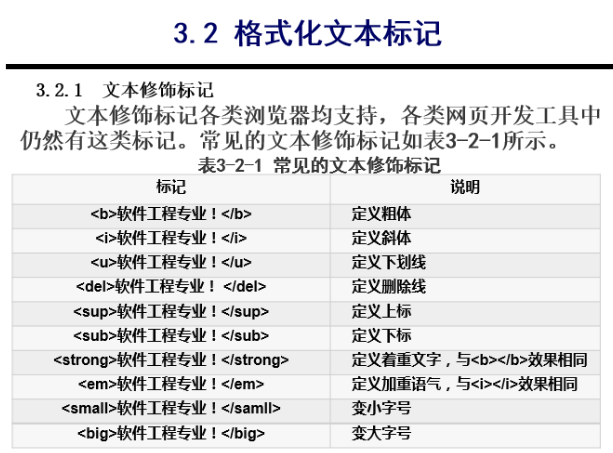 3.2 格式化文本标记
3.2.1 文本修饰标记
文本修饰标记各类浏览器均支持，各类网页开发工具中
仍然有这类标记。常见的文本修饰标记如表3-2-1所示。
表3-2-1 常见的文本修饰标记
标记 说明
<b>软件工程专业！</b> 定义粗体
<i>软件工程专业！</i> 定义斜体
<u>软件工程专业！</u> 定义下划线
<del>软件工程专业！ </del> 定义删除线
<sup>软件工程专业！</sup> 定义上标
<sub>软件工程专业！</sub> 定义下标
<strong>软件工程专业！</strong> 定义着重文字，与<b></b>效果相同
<em>软件工程专业！</em> 定义加重语气，与<i></i>效果相同
<small>软件工程专业！</samll> 变小字号
<big>软件工程专业！</big> 变大字号